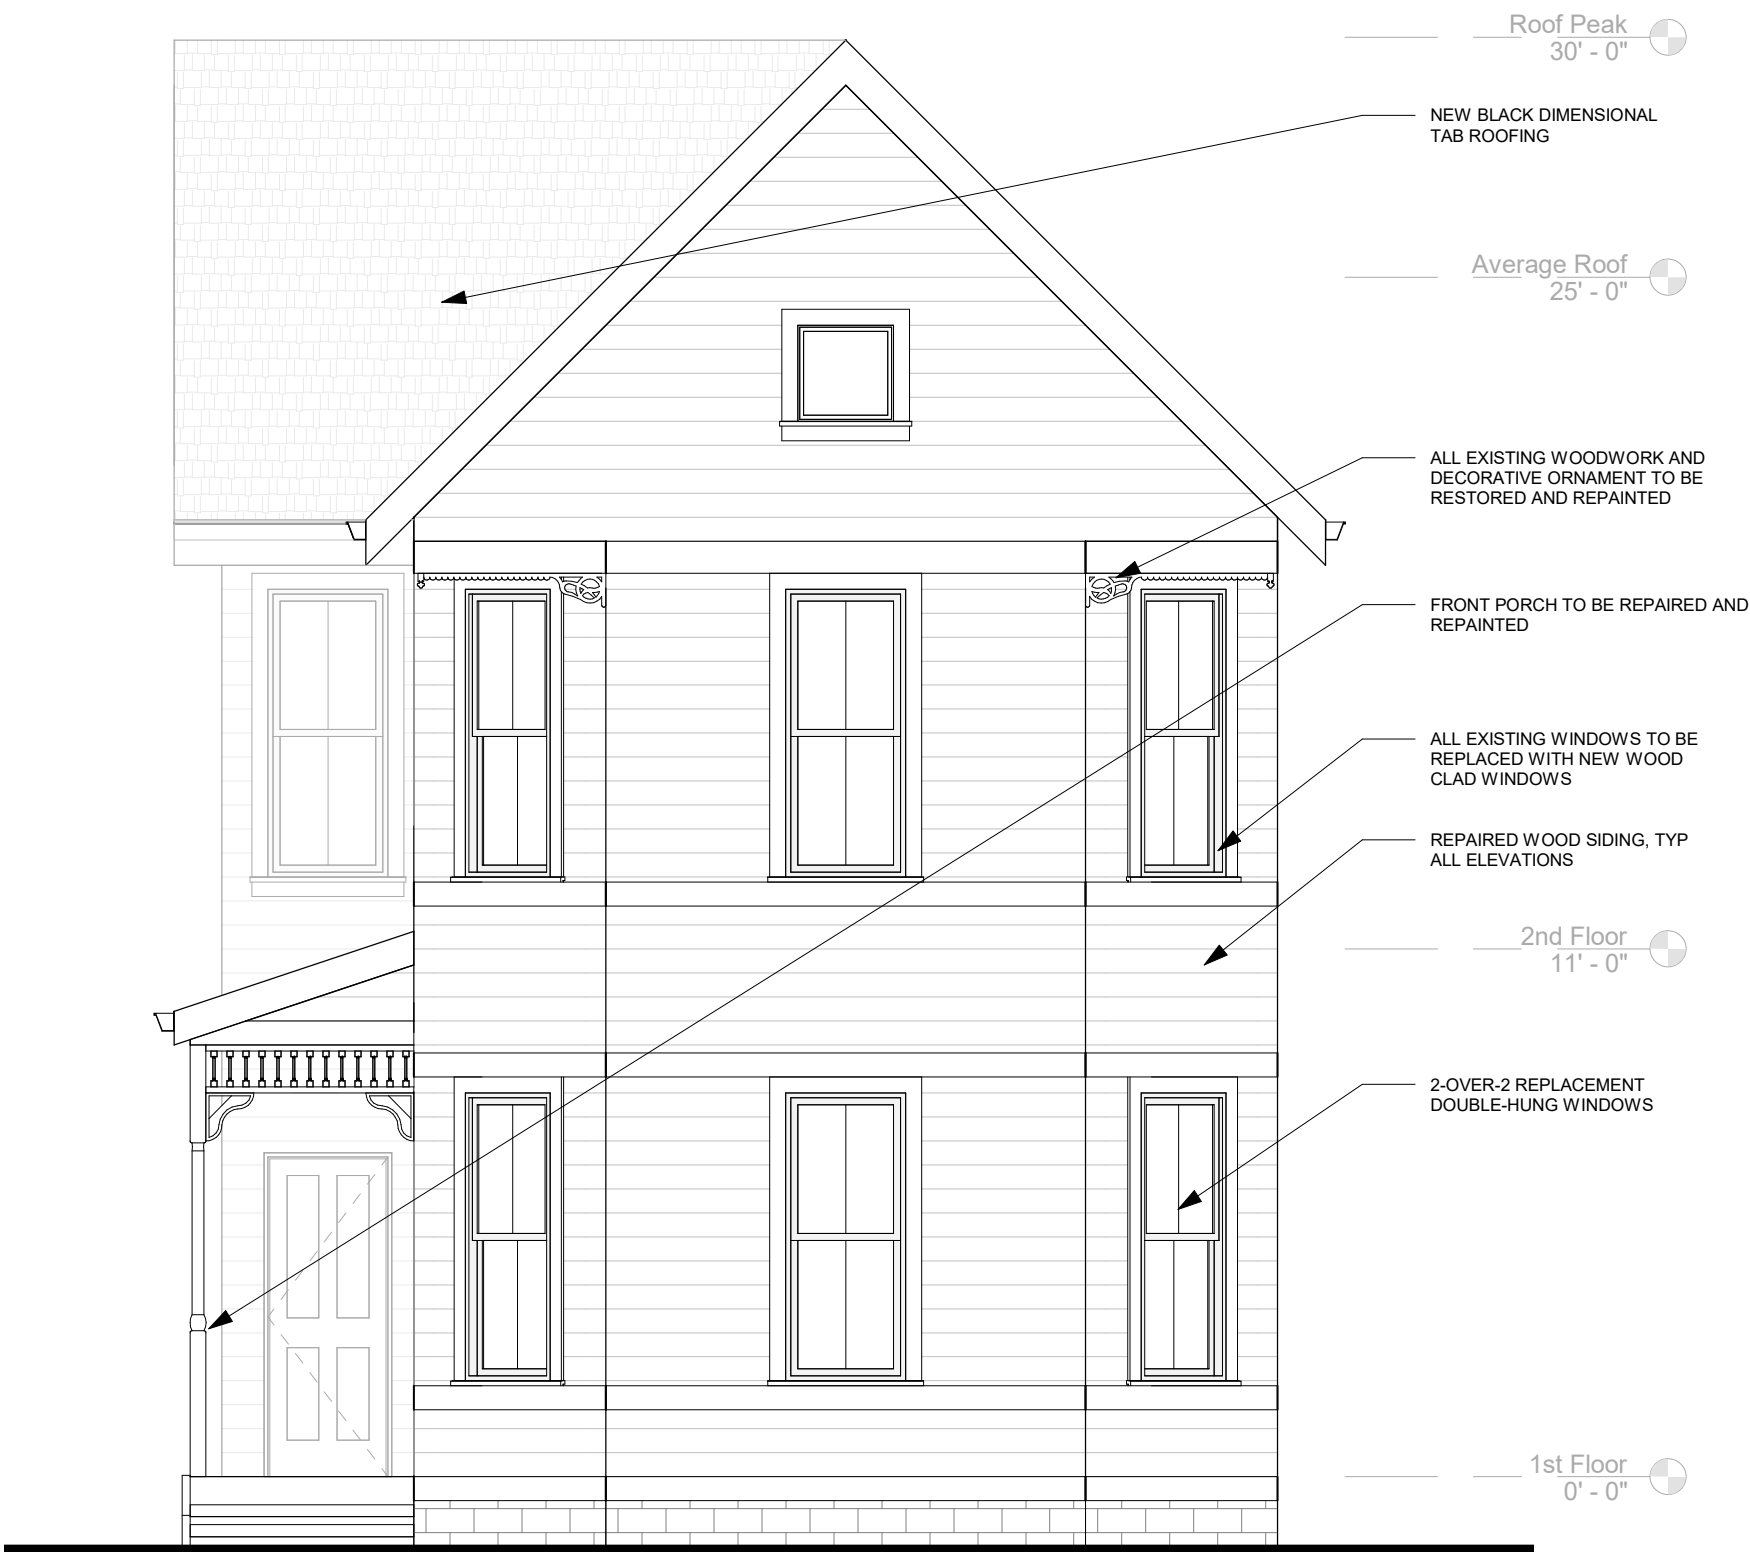 Roof Peak
30' - 0"
NEW BLACK DIMENSIONAL
TAB ROOFING
Average Roof
25' - 0"
ALL EXISTING WOODWORK AND
DECORATIVE ORNAMENT TO BE
RESTORED AND REPAINTED
FRONT PORCH TO BE REPAIRED AND
REPAINTED
ALL EXISTING WINDOWS TO BE
REPLACED WITH NEW WOOD
CLAD WINDOWS
REPAIRED WOOD SIDING, TYP
ALL ELEVATIONS
2nd Floor
11' - 0"
2-OVER-2 REPLACEMENT
DOUBLE-HUNG WINDOWS
1st Floor
0' - 0"